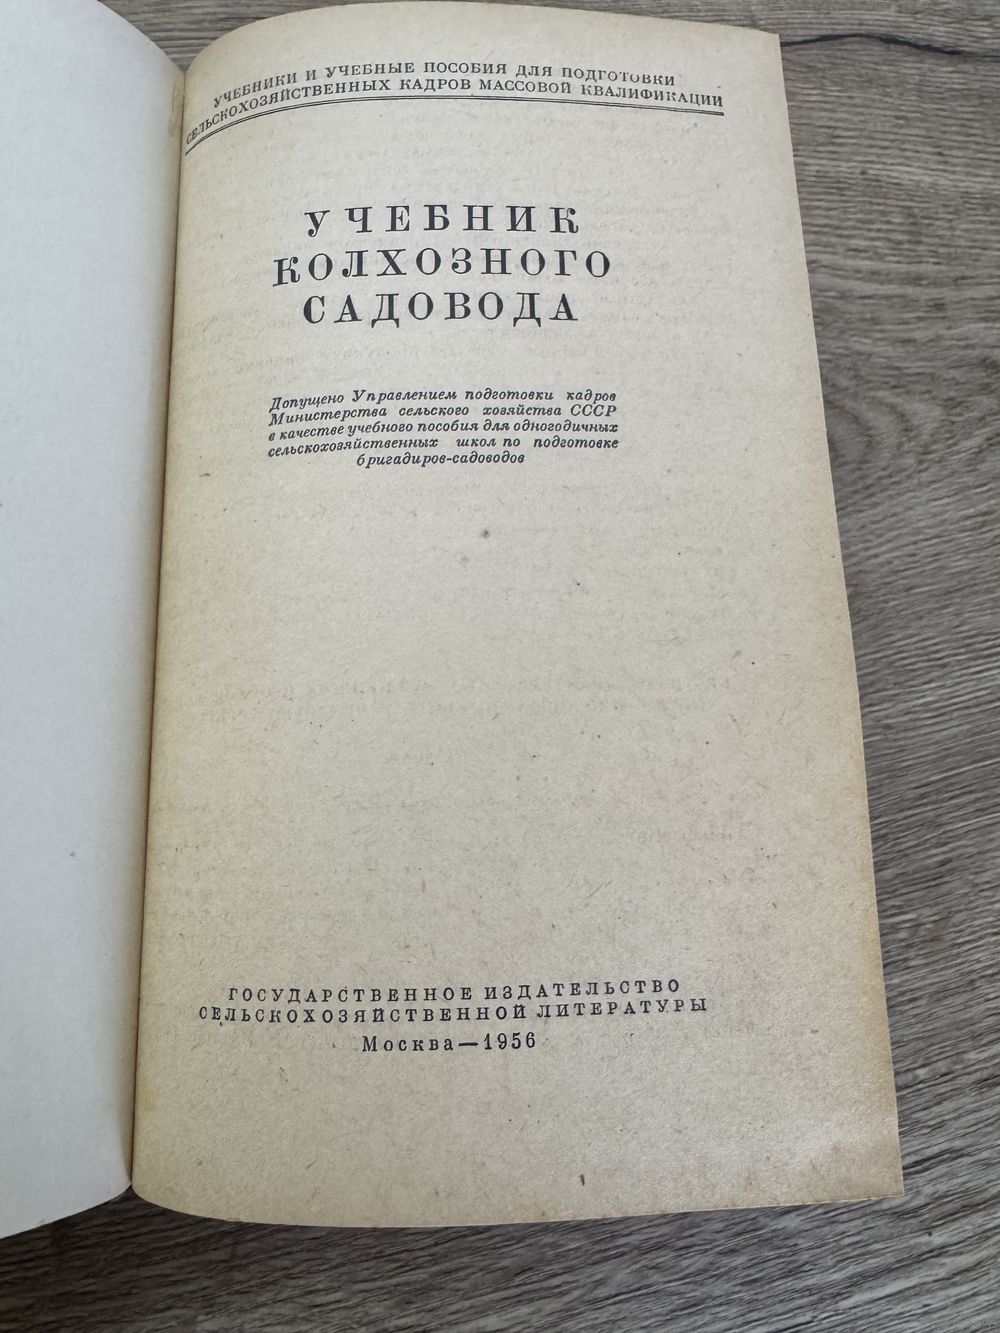 УЧЕБНИКИ И УЧЕБНЫЕ ПОСОБИЯ ДЛЯ ПОДГОТОВКИ
СЕЛЬСКОХОЗЯЙСТВЕННЫХ КАДРОВ МАССОВОЙ КВАЛИФИКАЦИИ
УЧЕБНИК
КОЛХОЗНОГО
САДОВОДА
Допущено Управлением подготовки кадров
Министерства сельского хозяйства СССР
в качестве учебного пособия для одногодичных
сельскохозяйственных школ по подготовке
бригадиров-садоводов
ГОСУДАРСТВЕННОЕ ИЗДАТЕЛЬСТВО
СЕЛЬСКОХОЗЯЙСТВЕННОЙ ЛИТЕРАТУРЫ
Москва—1956